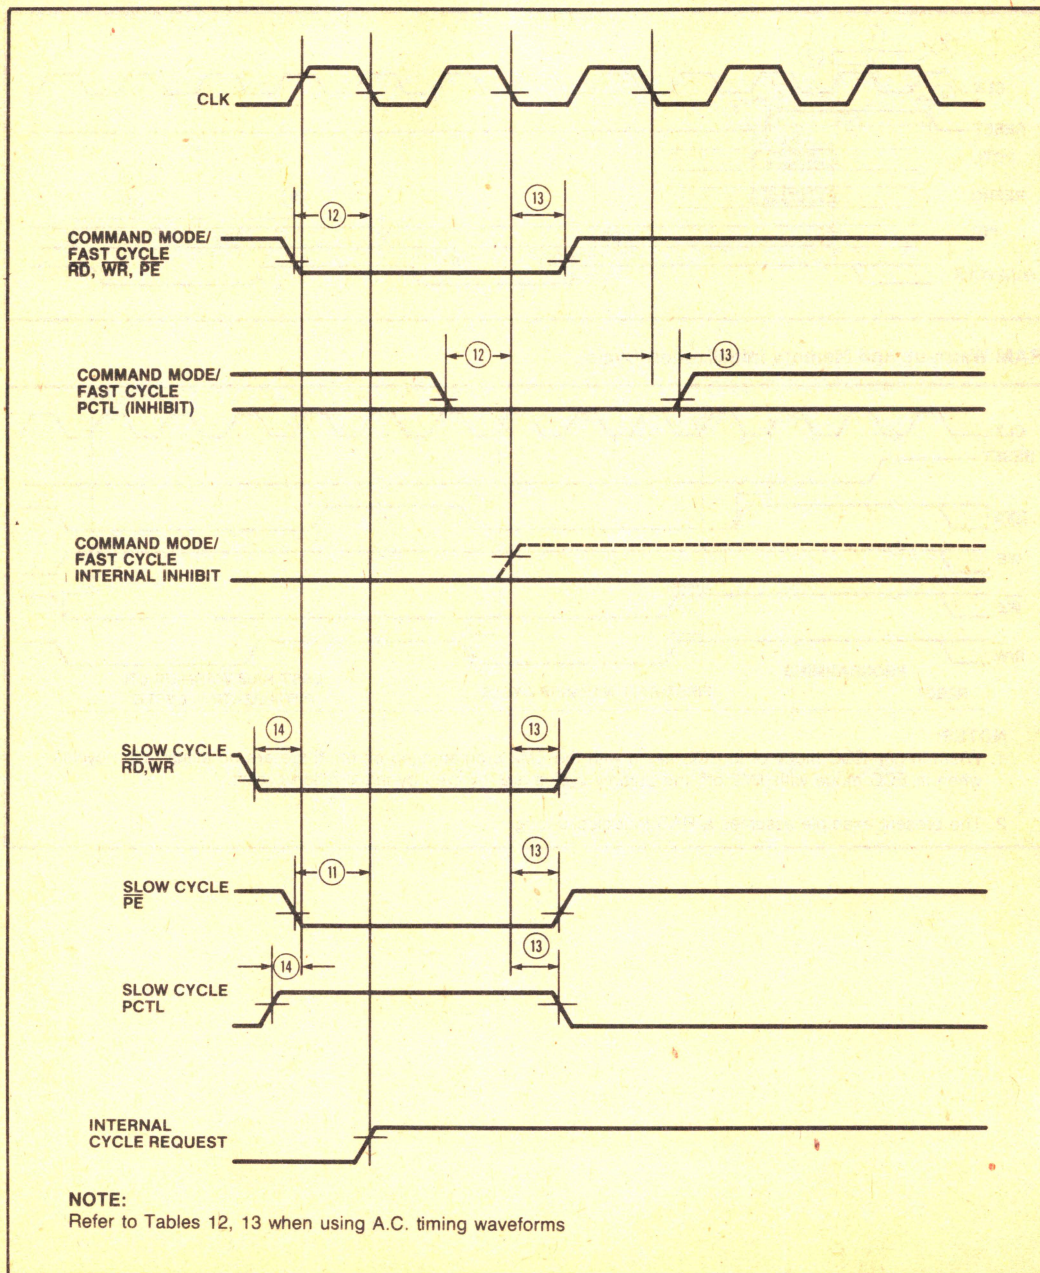 CLK
12
13
COMMAND MODE/
FAST CYCLE
RD, WR, PE
12
13
COMMAND MODE/
FAST CYCLE
PCTL (INHIBIT)
COMMAND MODE/
FAST CYCLE
INTERNAL INHIBIT
14
13
SLOW CYCLE
RD,WR
11
13
SLOW CYCLE
PE
14
13
SLOW CYCLE
PCTL
INTERNAL
CYCLE REQUEST
NOTE:
Refer to Tables 12, 13 when using A.C. timing waveforms